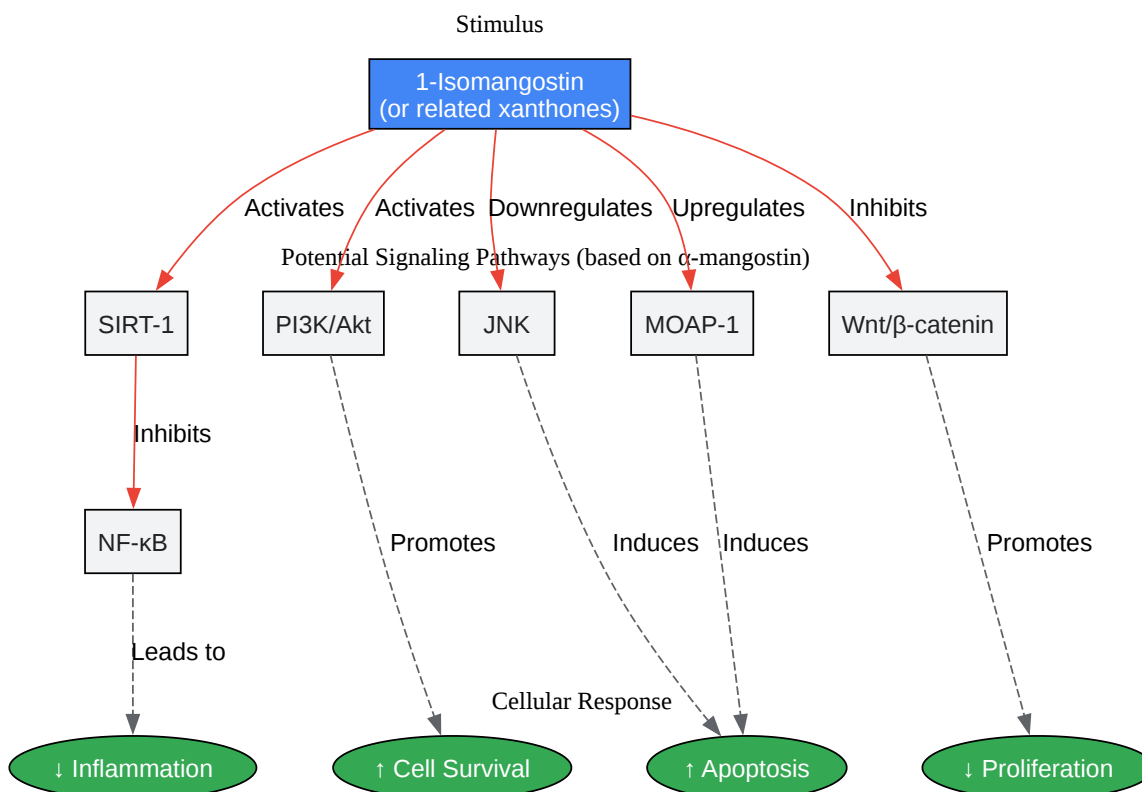 Stimulus
1-Isomangostin
(or related xanthones)
Activates
Activates
Downregulates
Upregulates
Inhibits
Potential Signaling Pathways (based on α-mangostin)
SIRT-1
PI3K/Akt
JNK
MOAP-1
Wnt/β-catenin
Inhibits
NF-κB
Promotes
Induces
Induces
Promotes
Leads to
Cellular Response
↓ Inflammation
↑ Cell Survival
↑ Apoptosis
↓ Proliferation